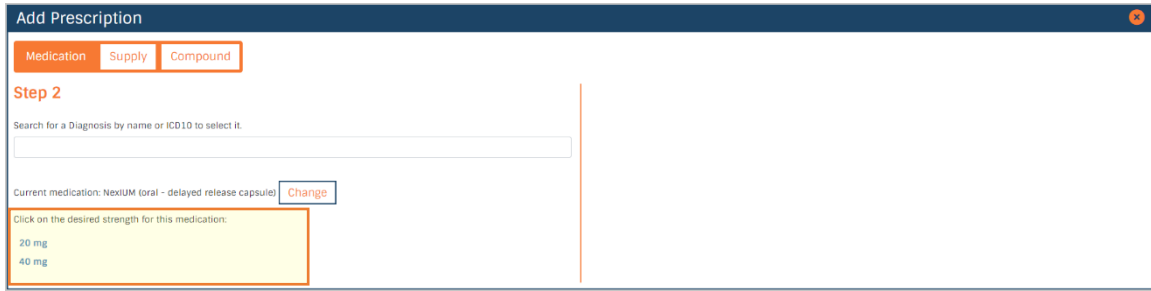 Add Prescription
Medication Supply Compound
Step 2
Search for a Diagnosis by name or ICD10 to select it.
Current medication: NexIUM (oral - delayed release capsule) Change
Click on the desired strength for this medication:
20 mg
40 mg